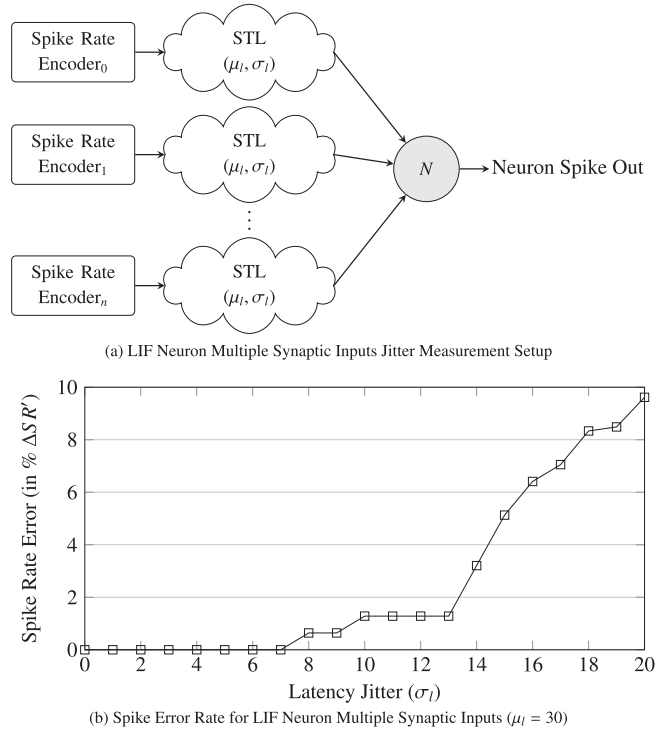 Spike Rate
Encoder₀
STL
(μₗ, σₗ)
Spike Rate
Encoder₁
STL
(μₗ, σₗ)
N
Neuron Spike Out
⋮
Spike Rate
Encoderₙ
STL
(μₗ, σₗ)
(a) LIF Neuron Multiple Synaptic Inputs Jitter Measurement Setup
Spike Rate Error (in % ΔSR′)
10
8
6
4
2
0
0 2 4 6 8 10 12 14 16 18 20
Latency Jitter (σₗ)
(b) Spike Error Rate for LIF Neuron Multiple Synaptic Inputs (μₗ = 30)